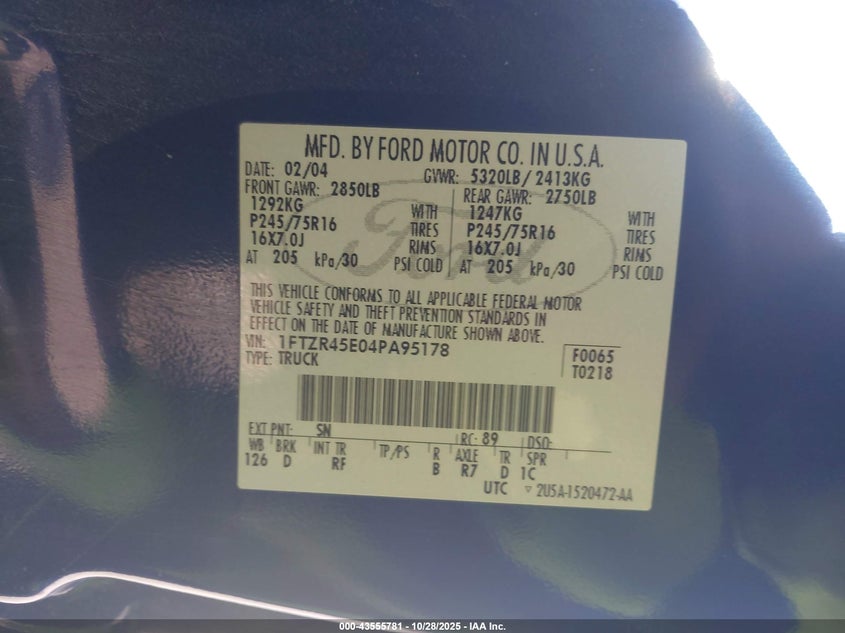 MFD. BY FORD MOTOR CO. IN U.S.A.
DATE: 02/04 GVWR: 5320LB/ 2413KG
FRONT GAWR: 2850LB REAR GAWR: 2750LB
1292KG WITH 1247KG WITH
P245/75R16 TIRES P245/75R16 TIRES
16X7.0J RIMS 16X7.0J RIMS
AT 205 kPa/30 PSI COLD AT 205 kPa/30 PSI COLD
Ford
THIS VEHICLE CONFORMS TO ALL APPLICABLE FEDERAL MOTOR
VEHICLE SAFETY AND THEFT PREVENTION STANDARDS IN
EFFECT ON THE DATE OF MANUFACTURE SHOWN ABOVE.
VIN: 1FTZR45E04PA95178 F0065
TYPE: TRUCK T0218
EXT PNT: SN RC: 89 DSO:
WB BRK INT TR TP/PS R AXLE TR SPR
126 D RF B R7 D 1C
UTC ▽ 2U5A-1520472-AA
000-43555781 - 10/28/2025 - IAA Inc.